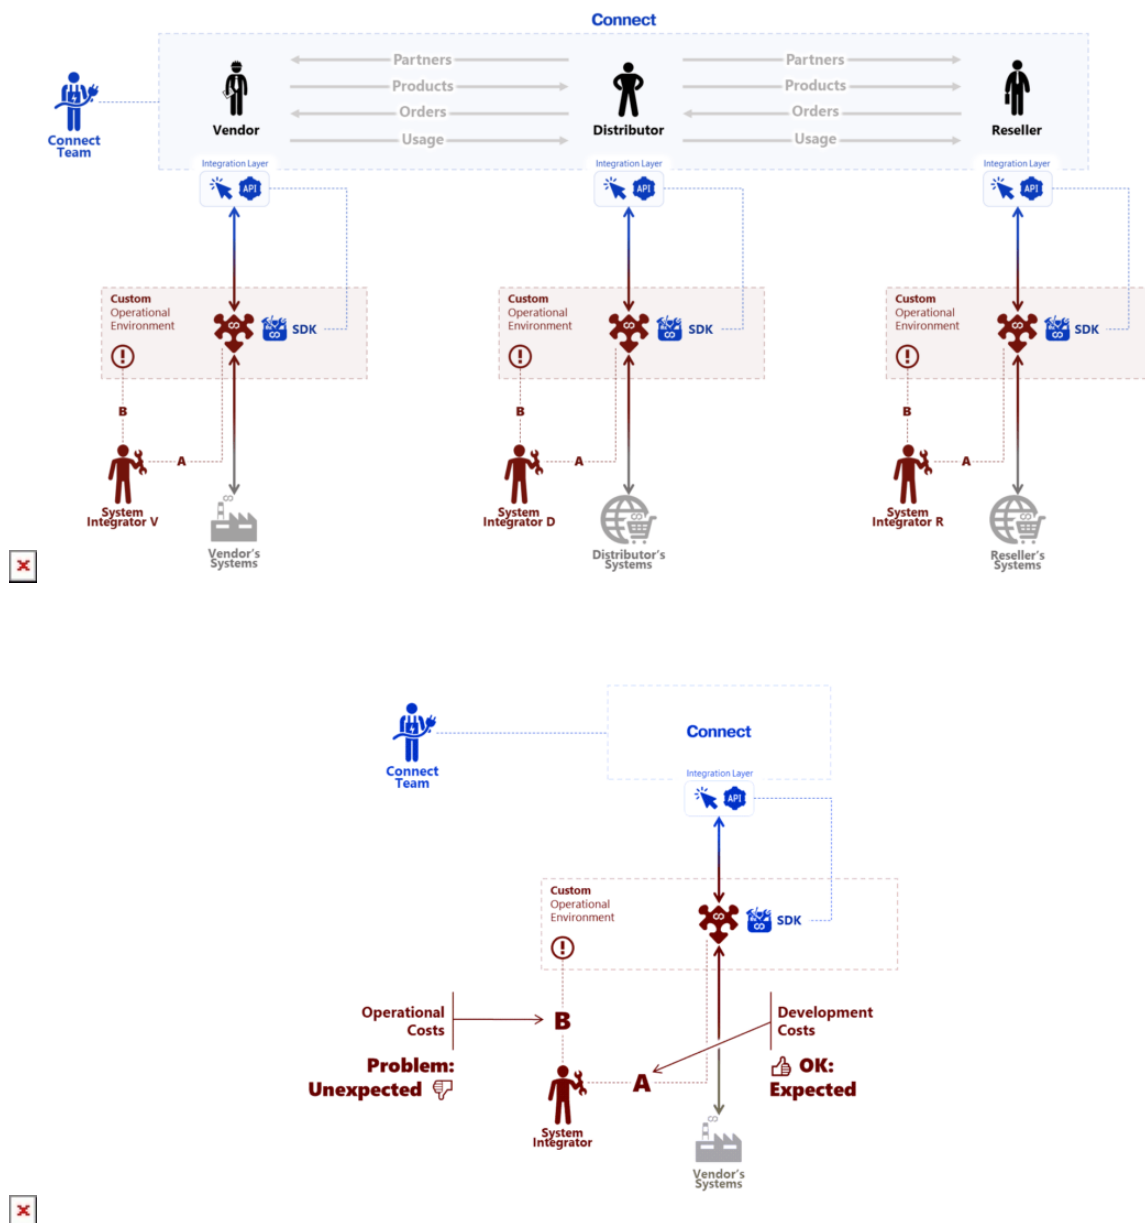 Connect
Partners
Partners
Products
Products
Orders
Orders
Usage
Usage
Vendor
Distributor
Reseller
Connect
Team
Integration Layer
Integration Layer
Integration Layer
API
API
API
Custom
Operational
Environment
SDK
Custom
Operational
Environment
SDK
Custom
Operational
Environment
SDK
B
B
B
A
A
A
System
Integrator V
Vendor's
Systems
System
Integrator D
Distributor's
Systems
System
Integrator R
Reseller's
Systems
Connect
Connect
Team
Integration Layer
API
Custom
Operational
Environment
SDK
Operational
Costs
B
Development
Costs
Problem:
Unexpected
A
OK:
Expected
System
Integrator
Vendor's
Systems